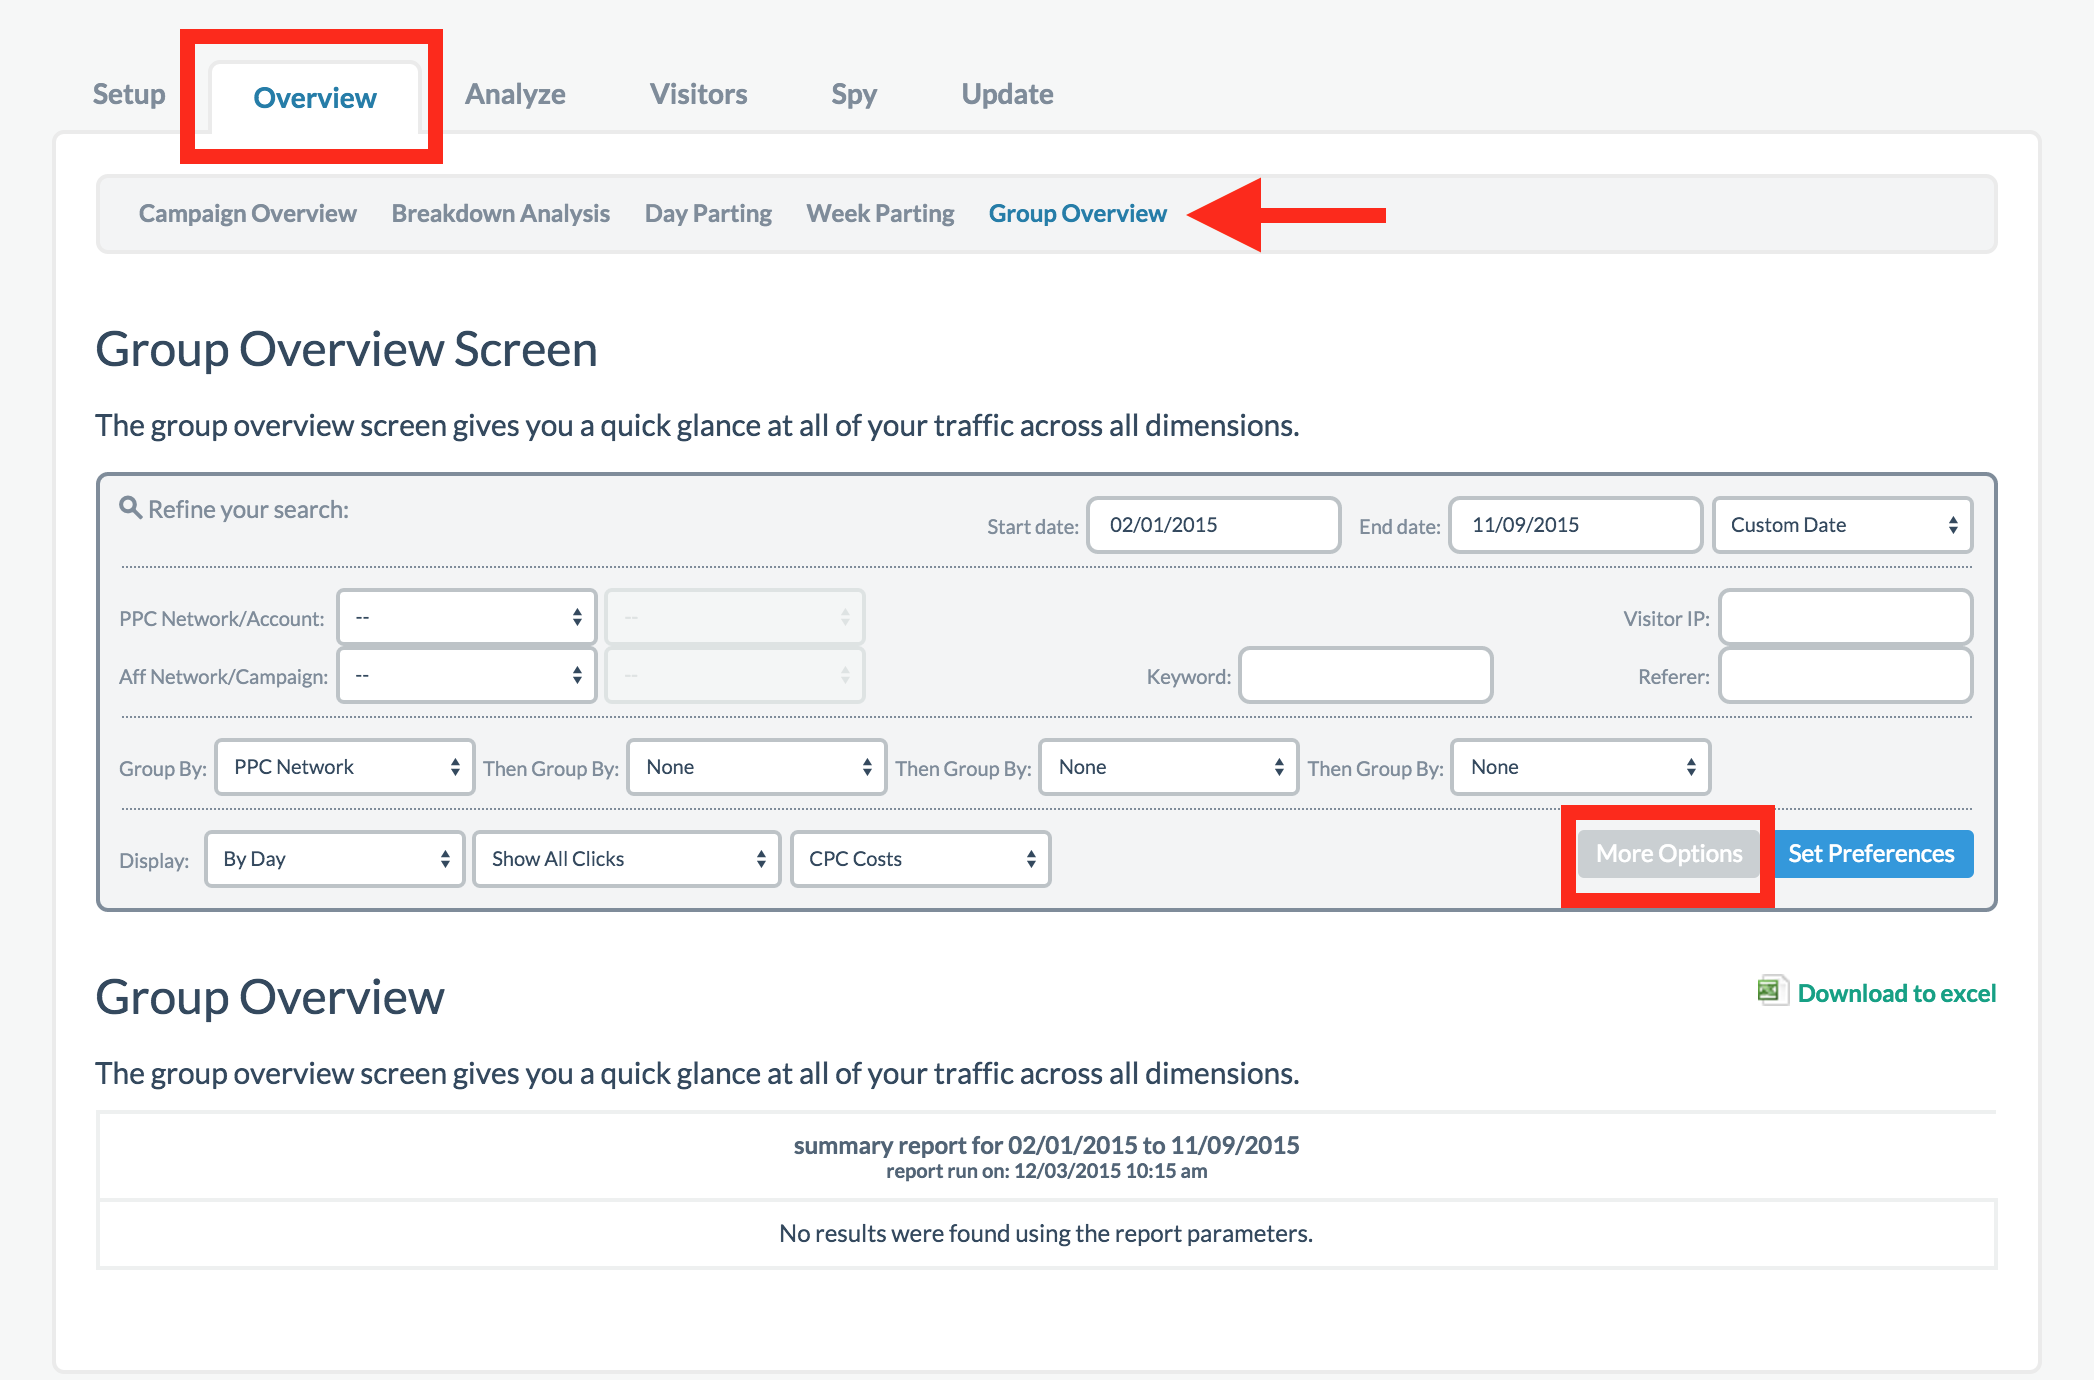 Setup Overview Analyze Visitors Spy Update
Campaign Overview Breakdown Analysis Day Parting Week Parting Group Overview
Group Overview Screen
The group overview screen gives you a quick glance at all of your traffic across all dimensions.
Refine your search: Start date: 02/01/2015 End date: 11/09/2015 Custom Date
PPC Network/Account: -- -- Visitor IP:
Aff Network/Campaign: -- -- Keyword: Referer:
Group By: PPC Network Then Group By: None Then Group By: None Then Group By: None
Display: By Day Show All Clicks CPC Costs More Options Set Preferences
Group Overview Download to excel
The group overview screen gives you a quick glance at all of your traffic across all dimensions.
summary report for 02/01/2015 to 11/09/2015
report run on: 12/03/2015 10:15 am
No results were found using the report parameters.